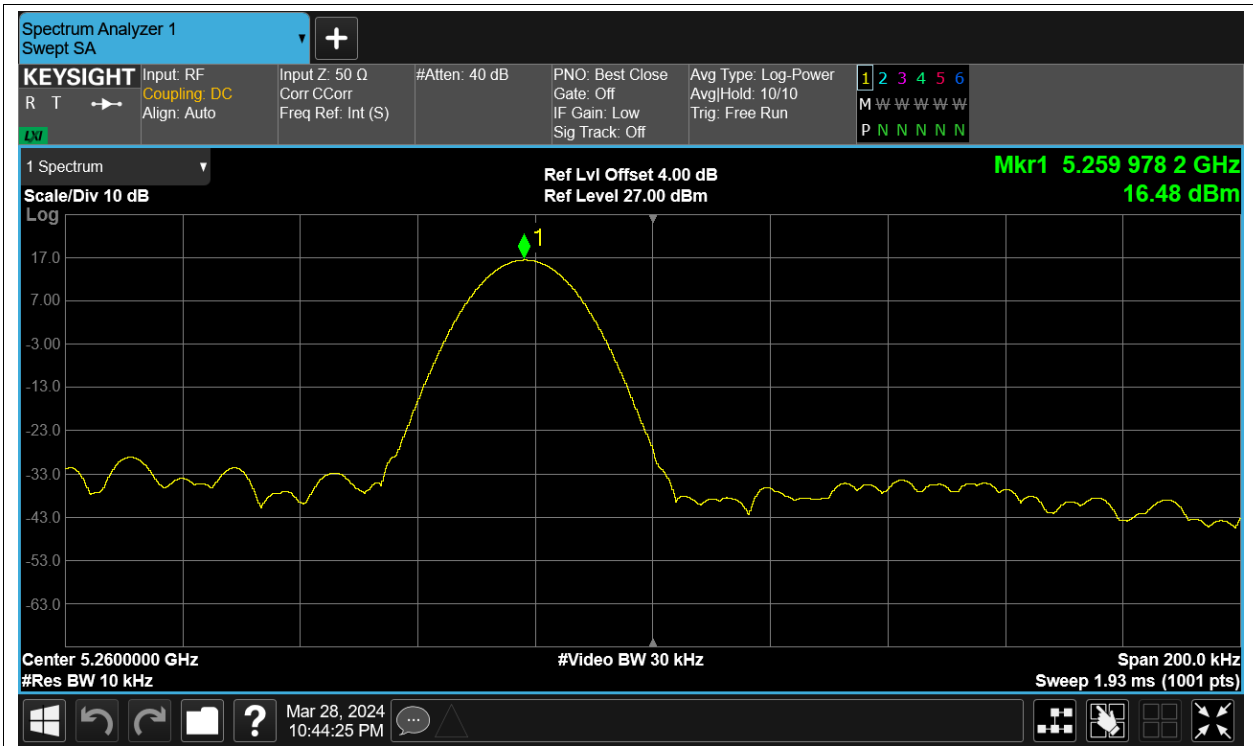 Spectrum Analyzer 1
Swept SA
KEYSIGHT
R T
LXI
Input: RF
Coupling: DC
Align: Auto
Input Z: 50 Ω
Corr CCorr
Freq Ref: Int (S)
#Atten: 40 dB
PNO: Best Close
Gate: Off
IF Gain: Low
Sig Track: Off
Avg Type: Log-Power
Avg|Hold: 10/10
Trig: Free Run
1 2 3 4 5 6
M W W W W W
P N N N N N
1 Spectrum
Scale/Div 10 dB
Log
Ref Lvl Offset 4.00 dB
Ref Level 27.00 dBm
Mkr1 5.259 978 2 GHz
16.48 dBm
1
17.0
7.00
-3.00
-13.0
-23.0
-33.0
-43.0
-53.0
-63.0
Center 5.2600000 GHz
#Res BW 10 kHz
#Video BW 30 kHz
Span 200.0 kHz
Sweep 1.93 ms (1001 pts)
?
Mar 28, 2024
10:44:25 PM